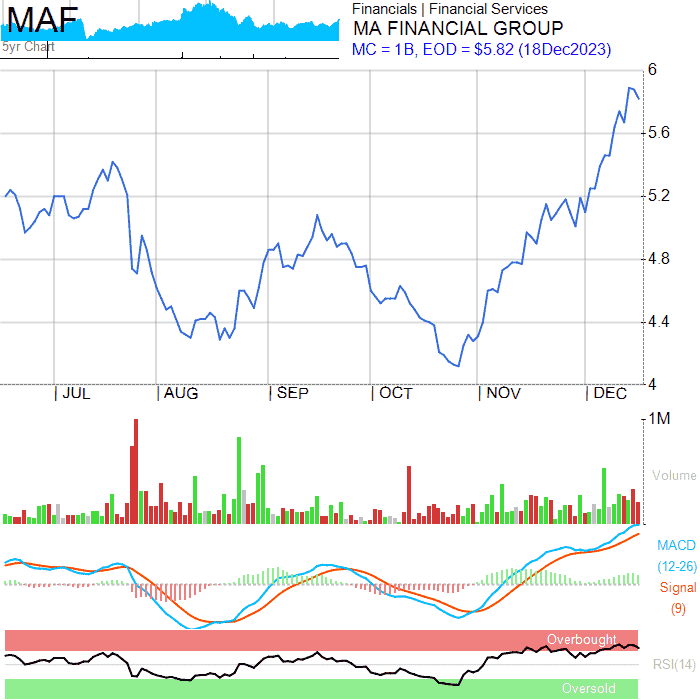 MAF
5yr Chart
Financials | Financial Services
MA FINANCIAL GROUP
MC = 1B, EOD = $5.82 (18Dec2023)
6
5.6
5.2
4.8
4.4
4
| JUL | AUG | SEP | OCT | NOV | DEC
1M
Volume
MACD
(12-26)
Signal
(9)
Overbought
RSI(14)
Oversold